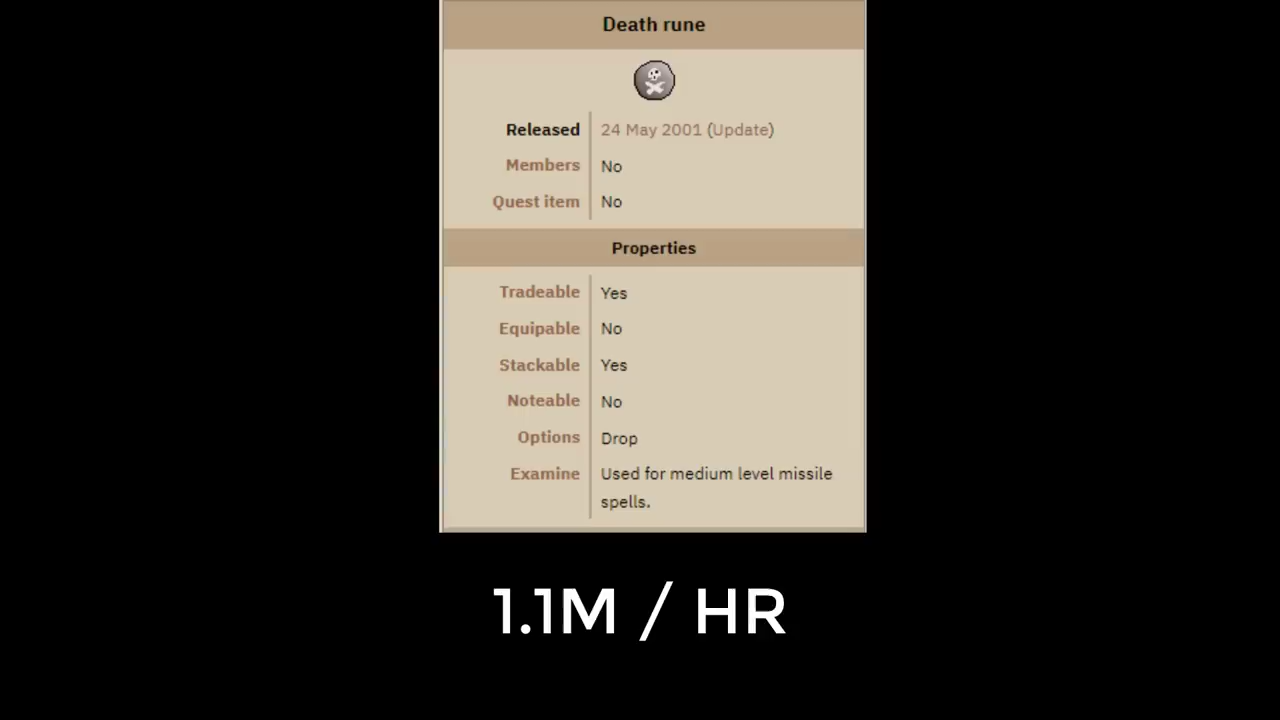 Death rune
Released 24 May 2001 (Update)
Members No
Quest item No
Properties
Tradeable Yes
Equipable No
Stackable Yes
Noteable No
Options Drop
Examine Used for medium level missile
spells.
1.1M / HR